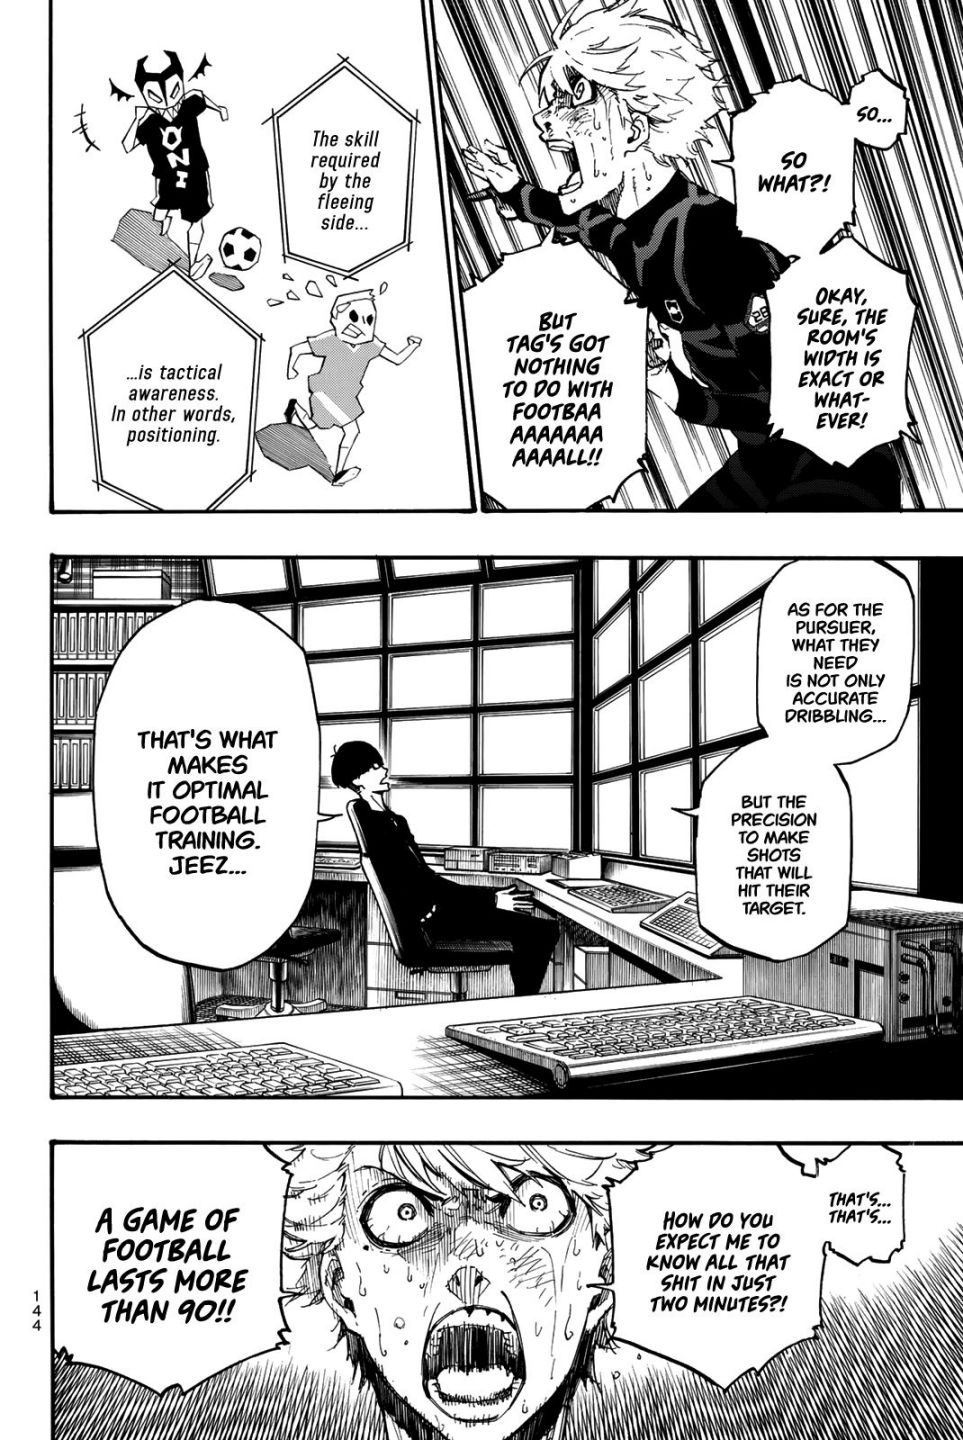 SO...
SO
WHAT?!
OKAY,
SURE, THE
ROOM'S
WIDTH IS
EXACT OR
WHAT-
EVER!
BUT
TAG'S GOT
NOTHING
TO DO WITH
FOOTBAA
AAAAAAA
AAAALL!!
28
The skill
required
by the
fleeing
side...
ONI
...is tactical
awareness.
In other words,
positioning.
AS FOR THE
PURSUER,
WHAT THEY
NEED
IS NOT ONLY
ACCURATE
DRIBBLING...
BUT THE
PRECISION
TO MAKE
SHOTS
THAT WILL
HIT THEIR
TARGET.
THAT'S WHAT
MAKES
IT OPTIMAL
FOOTBALL
TRAINING.
JEEZ...
THAT'S...
THAT'S...
HOW DO YOU
EXPECT ME TO
KNOW ALL THAT
SHIT IN JUST
TWO MINUTES?!
A GAME OF
FOOTBALL
LASTS MORE
THAN 90!!
144